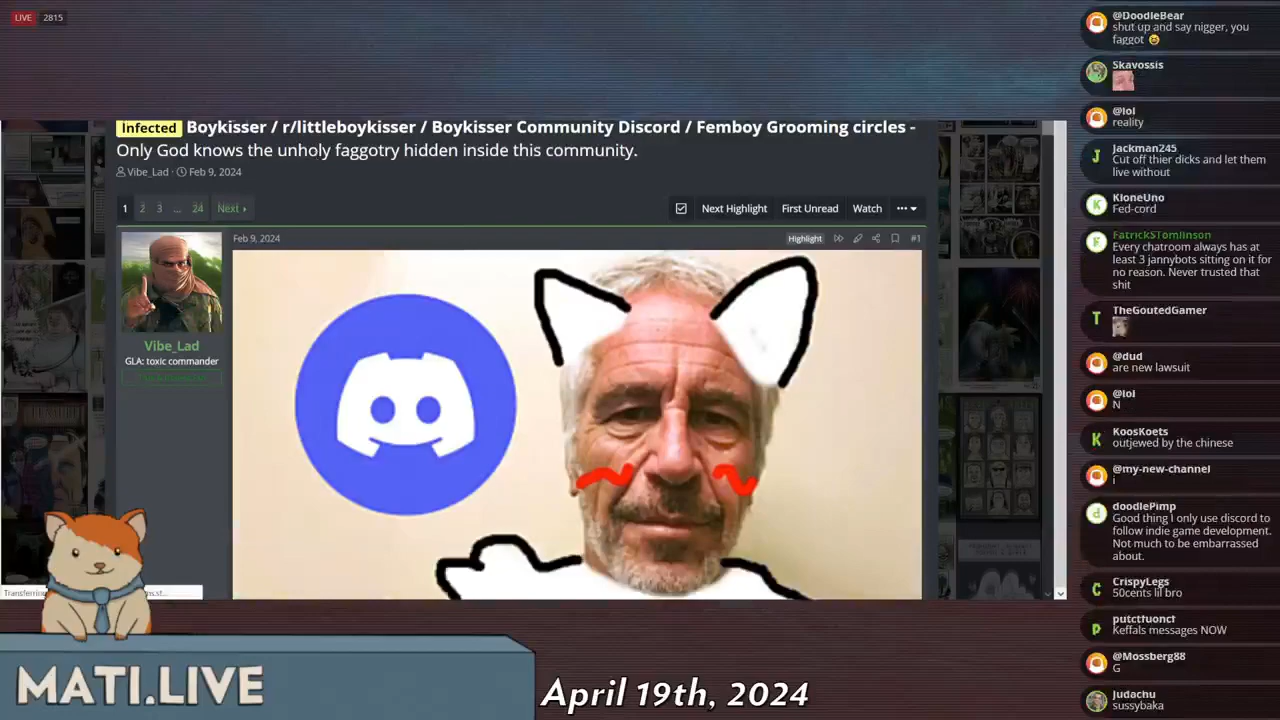 LIVE 2815
Infected Boykisser / r/littleboykisser / Boykisser Community Discord / Femboy Grooming circles -
Only God knows the unholy faggotry hidden inside this community.
Vibe_Lad · Feb 9, 2024
1 2 3 ... 24 Next
Next Highlight First Unread Watch •••
Feb 9, 2024 Highlight #1
Vibe_Lad
GLA: toxic commander
MATI.LIVE
April 19th, 2024
@DoodleBear
shut up and say nigger, you
faggot 😆
Skavossis
@lol
reality
Jackman245
Cut off thier dicks and let them
live without
KloneUno
Fed-cord
PatrickSTomlinson
Every chatroom always has at
least 3 jannybots sitting on it for
no reason. Never trusted that
shit
TheGoutedGamer
@dud
are new lawsuit
@lol
N
KoosKoets
outjewed by the chinese
@my-new-channel
i
doodlePimp
Good thing I only use discord to
follow indie game development.
Not much to be embarrassed
about.
CrispyLegs
50cents lil bro
putctfuonct
Keffals messages NOW
@Mossberg88
G
Judachu
sussybaka